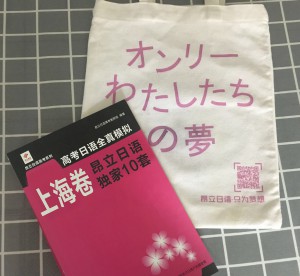 オンリー
わたしたち
の夢
昂立日语 只为梦想
高考日语全真模拟
上海卷
昂立日语
独家10套